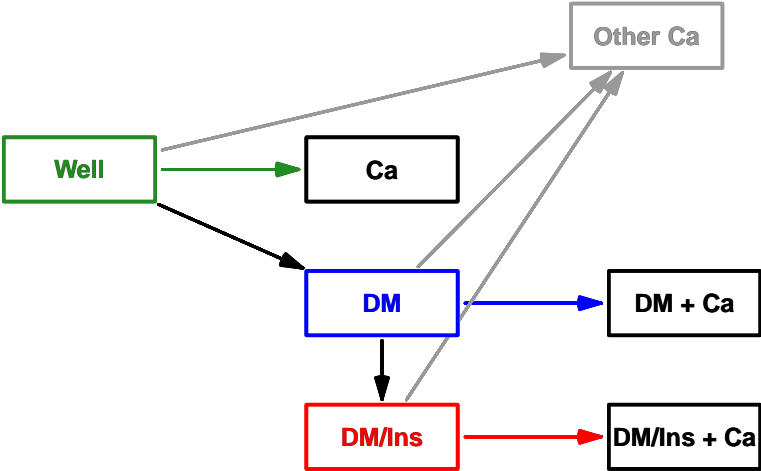 Other Ca
Well
Ca
DM
DM + Ca
DM/Ins
DM/Ins + Ca